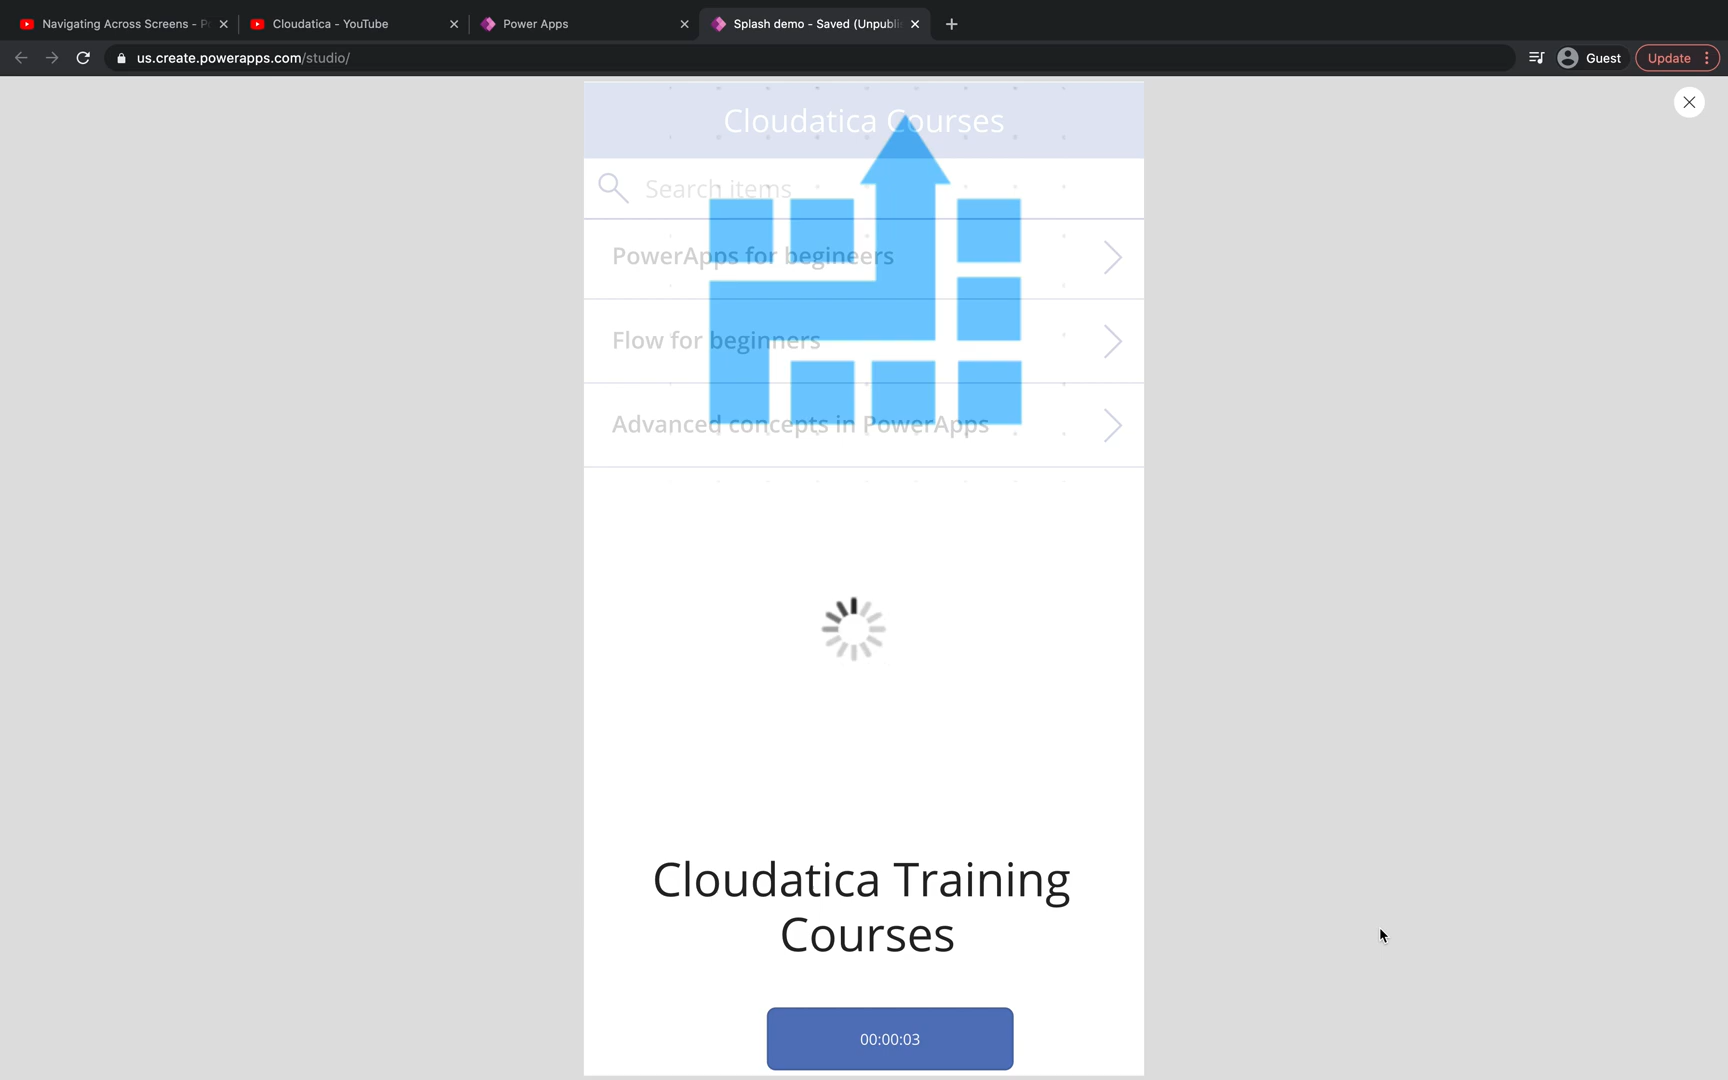 Navigating Across Screens - P
Cloudatica - YouTube
Power Apps
Splash demo - Saved (Unpubli
us.create.powerapps.com/studio/
Guest
Update
Cloudatica Courses
Search items
PowerApps for begineers
Flow for beginners
Advanced concepts in PowerApps
Cloudatica Training
Courses
00:00:03